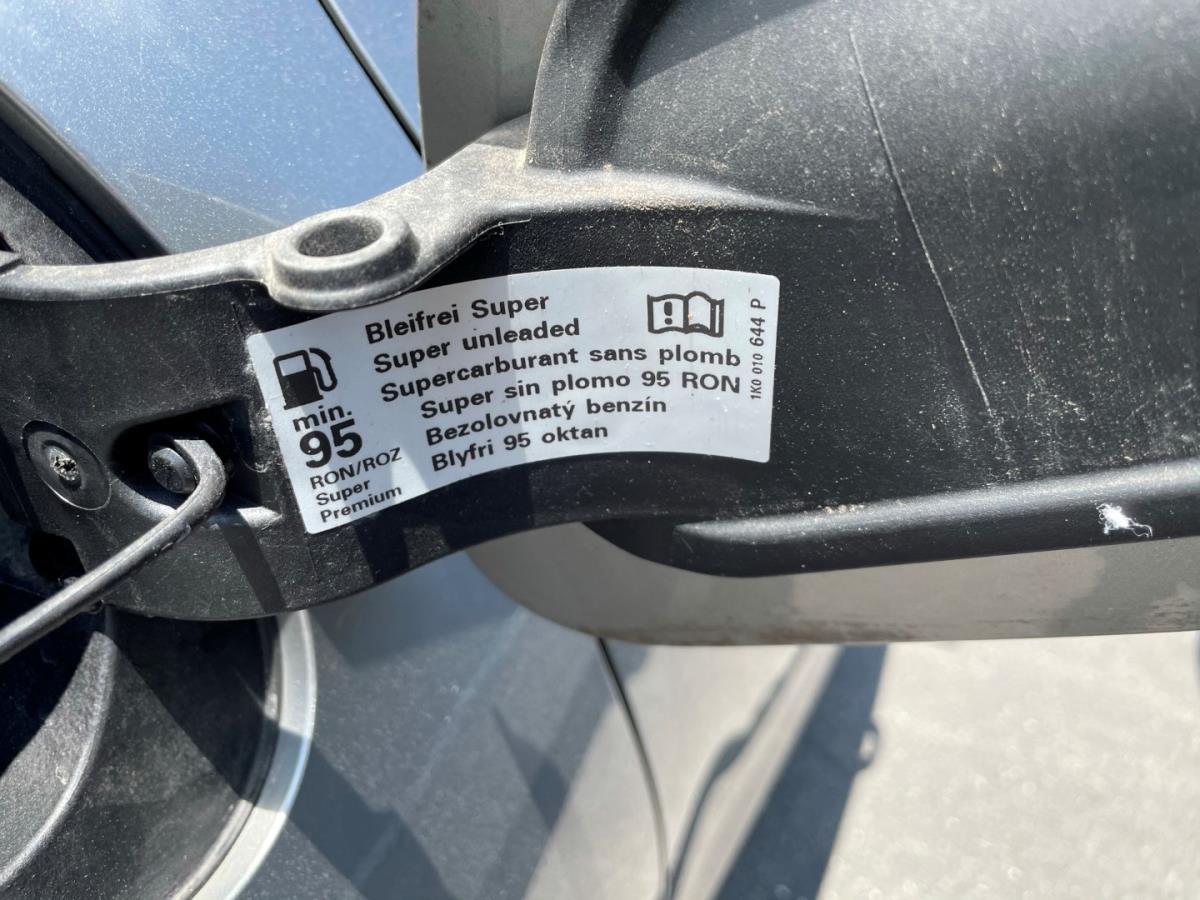 Bleifrei Super
Super unleaded
Supercarburant sans plomb
Super sin plomo 95 RON
Bezolovnatý benzín
Blyfri 95 oktan
min.
95
RON/ROZ
Super
Premium
1K0 010 644 P